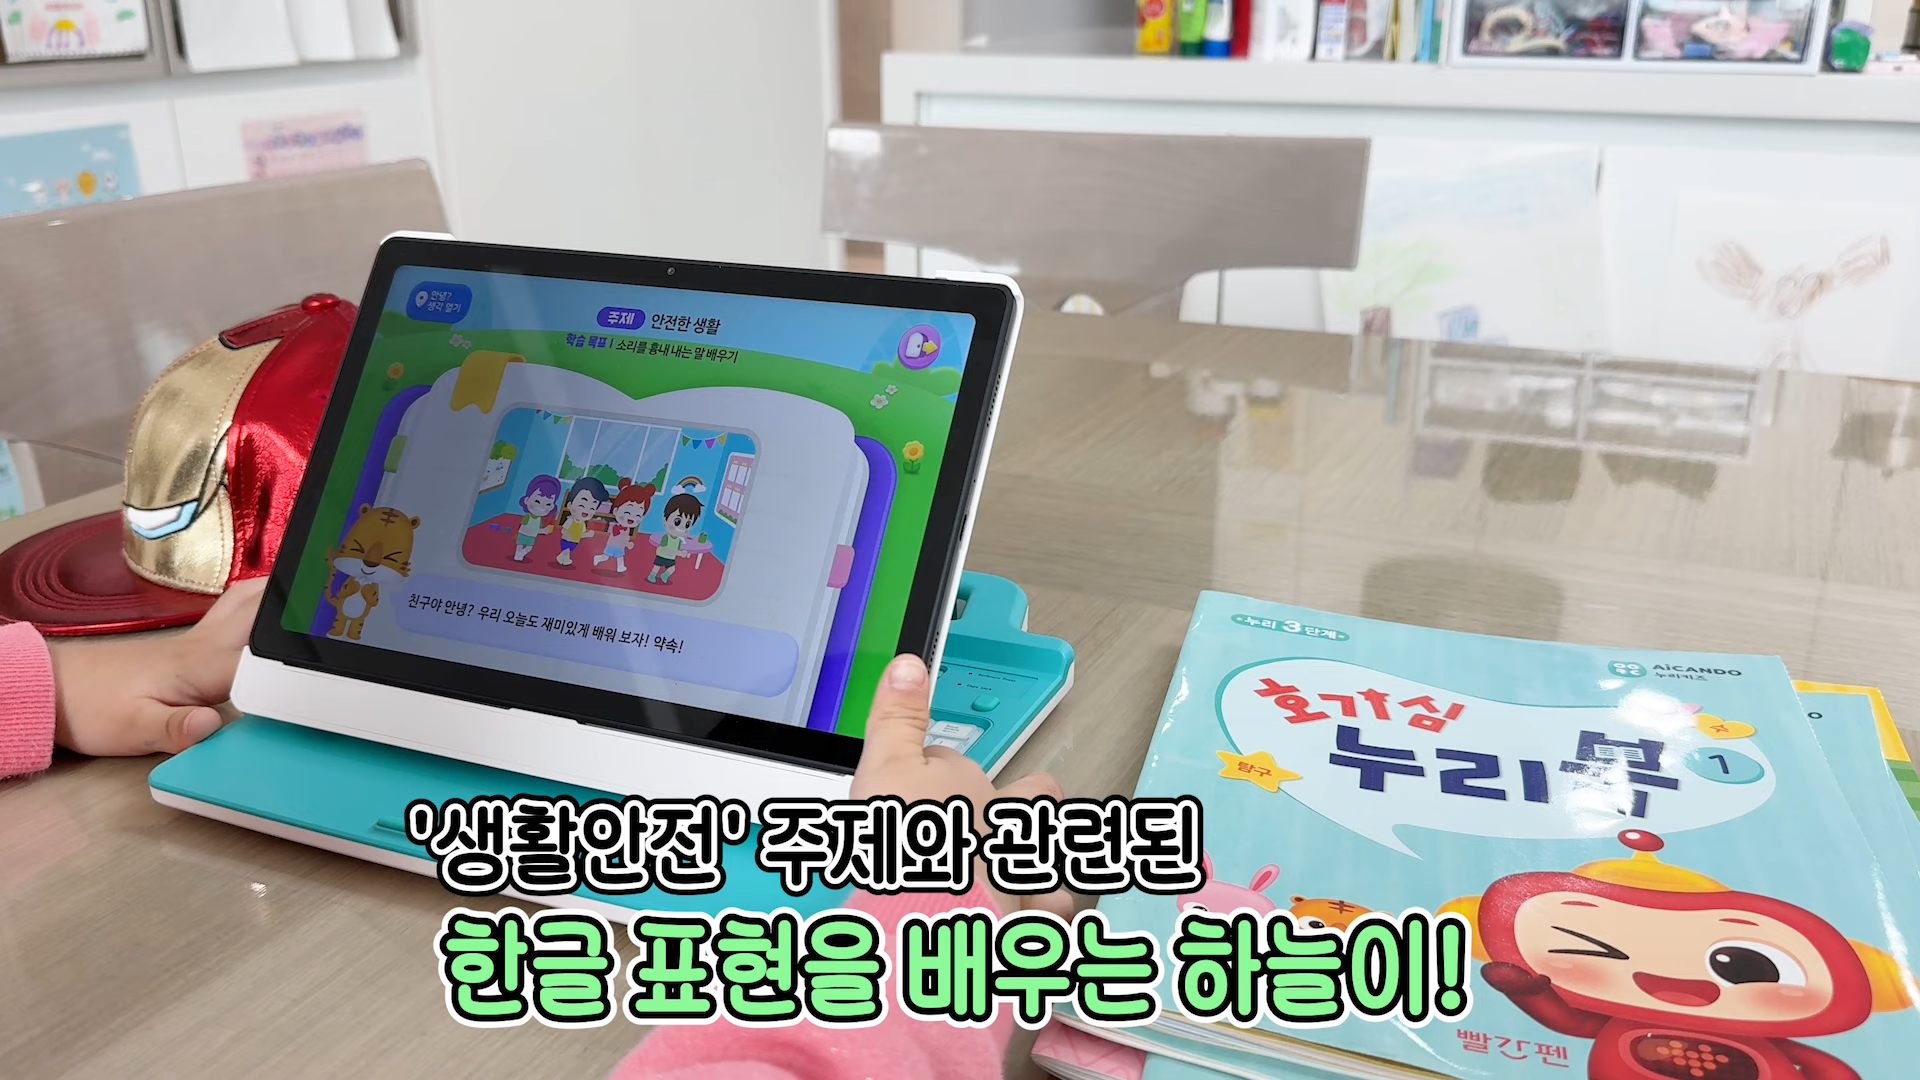 안녕?
생각 열기
주제 안전한 생활
학습 목표 | 소리를 흉내 내는 말 배우기
친구야 안녕? 우리 오늘도 재미있게 배워 보자! 약속!
누리 3단계
AiCANDO
누리키즈
호기심
탐구
누리북 1
빨간펜
'생활안전' 주제와 관련된
한글 표현을 배우는 하늘이!